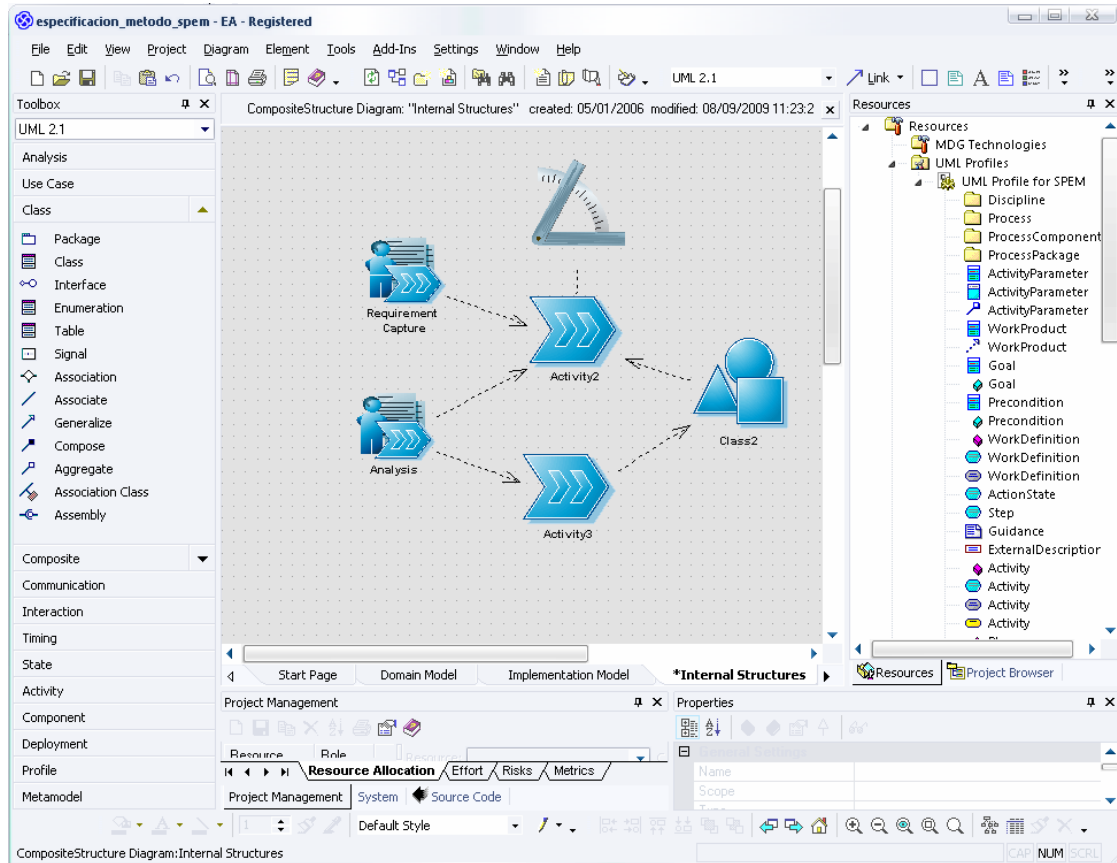 especificacion_metodo_spem - EA - Registered
File Edit View Project Diagram Element Tools Add-Ins Settings Window Help
UML 2.1 Link
Toolbox
UML 2.1
Analysis
Use Case
Class
Package
Class
Interface
Enumeration
Table
Signal
Association
Associate
Generalize
Compose
Aggregate
Association Class
Assembly
Composite
Communication
Interaction
Timing
State
Activity
Component
Deployment
Profile
Metamodel
CompositeStructure Diagram: "Internal Structures" created: 05/01/2006 modified: 08/09/2009 11:23:2
Requirement
Capture
Activity2
Analysis
Class2
Activity3
Start Page Domain Model Implementation Model *Internal Structures
Resources
Resources
MDG Technologies
UML Profiles
UML Profile for SPEM
Discipline
Process
ProcessComponent
ProcessPackage
ActivityParameter
ActivityParameter
ActivityParameter
WorkProduct
WorkProduct
Goal
Goal
Precondition
Precondition
WorkDefinition
WorkDefinition
WorkDefinition
ActionState
Step
Guidance
ExternalDescription
Activity
Activity
Activity
Activity
Resources Project Browser
Project Management
Resource Role Resource:
Resource Allocation Effort Risks Metrics
Project Management System Source Code
Properties
General Settings
Name
Scope
Type
1 Default Style
CompositeStructure Diagram:Internal Structures
CAP NUM SCRL